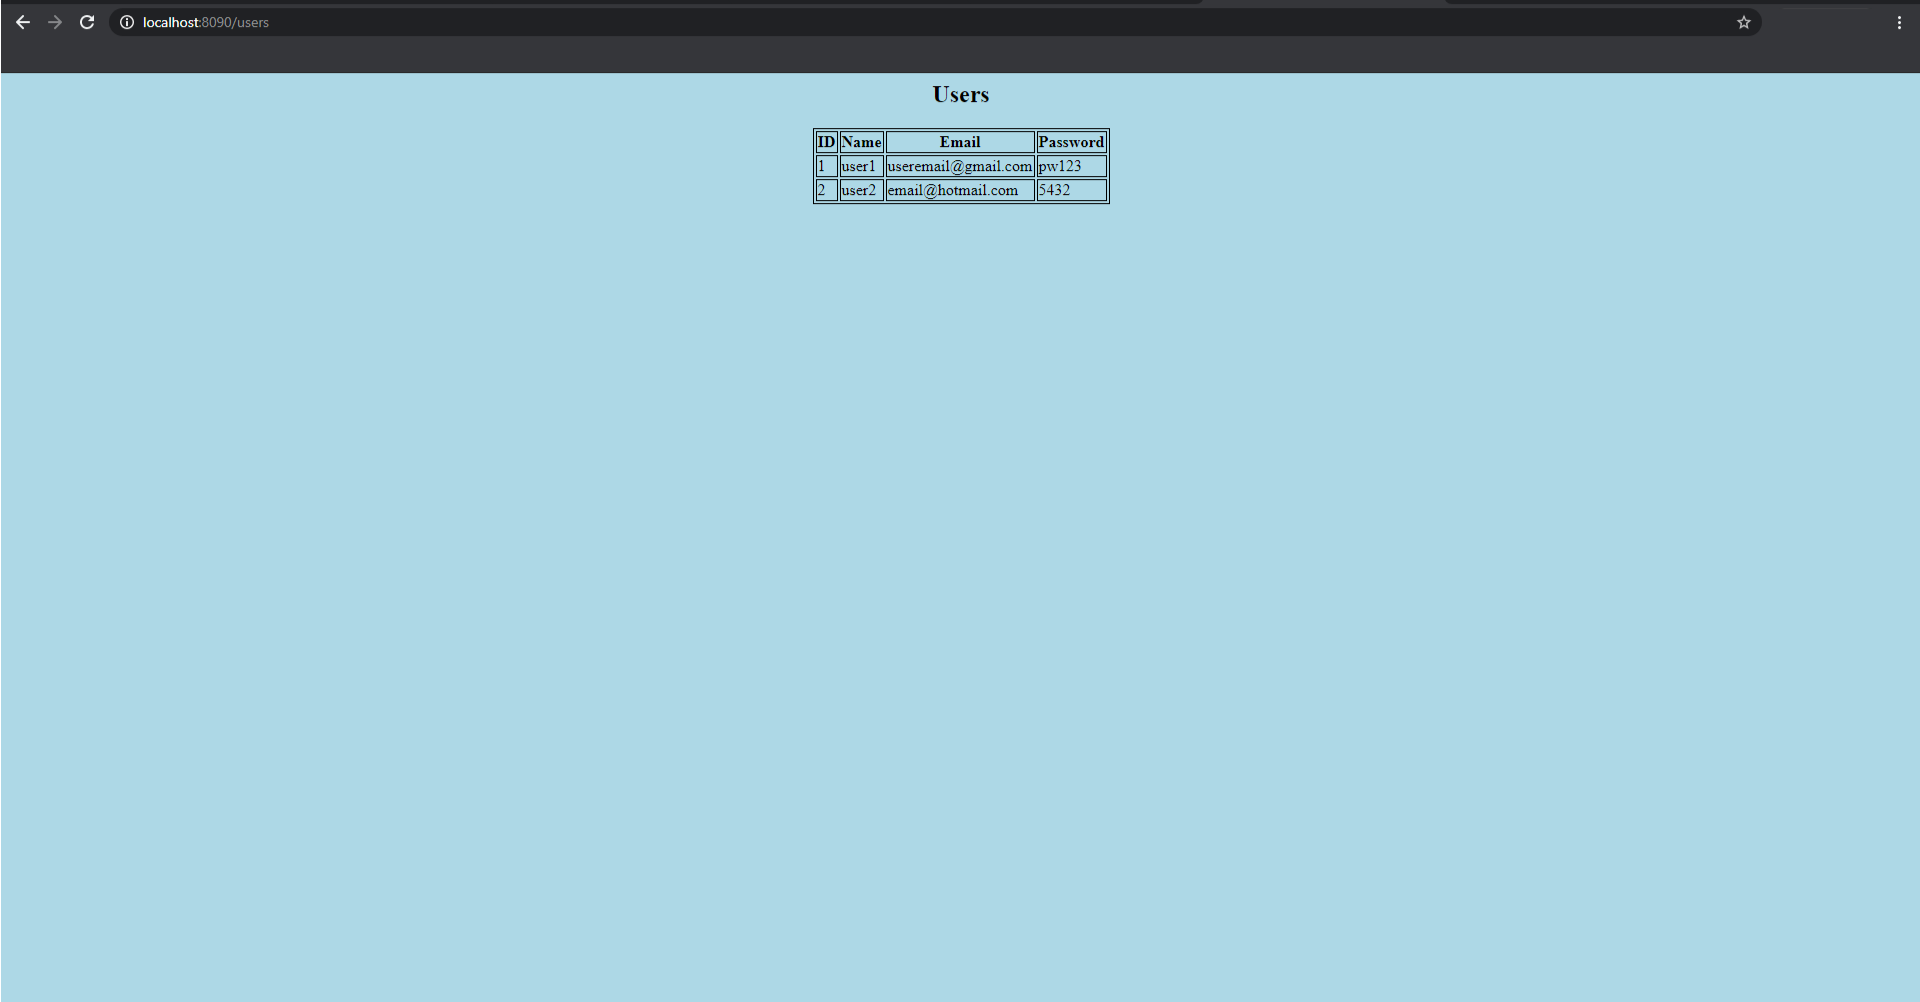 localhost:8090/users
Users
ID Name Email Password
1 user1 useremail@gmail.com pw123
2 user2 email@hotmail.com 5432